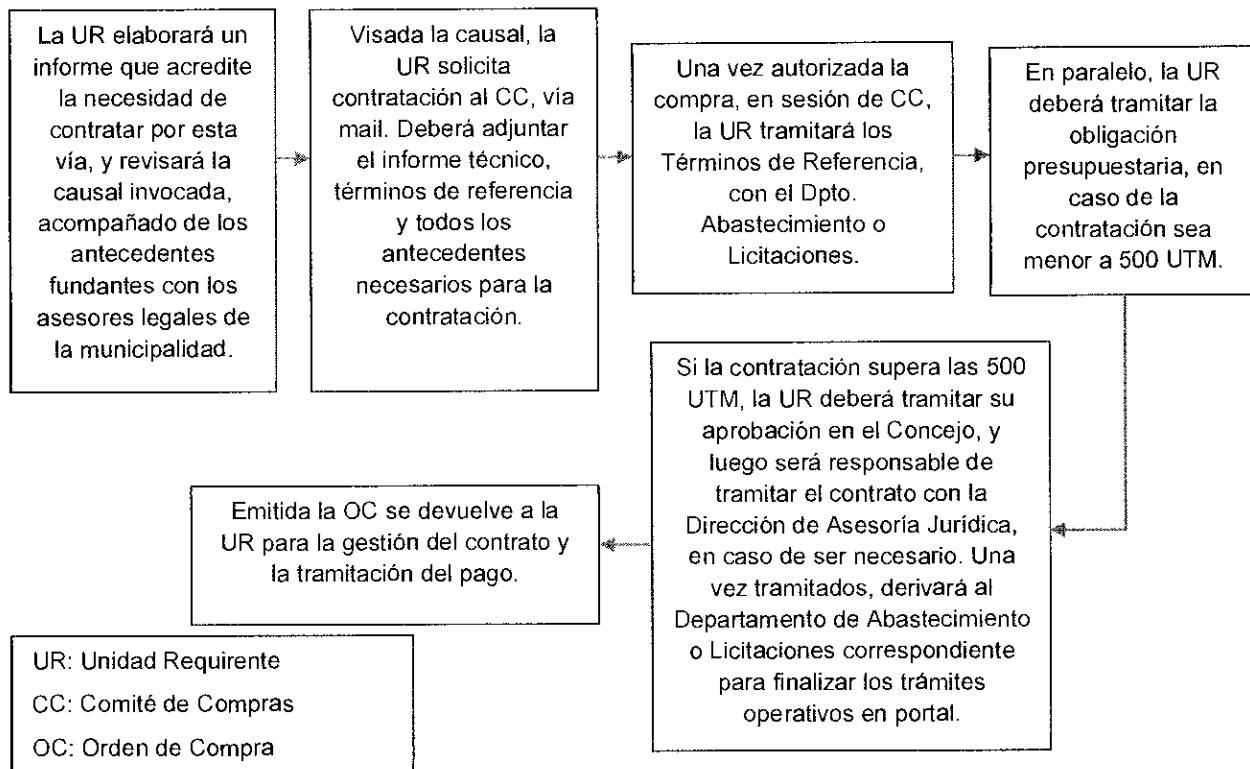 La UR elaborará un
informe que acredite
la necesidad de
contratar por esta
vía, y revisará la
causal invocada,
acompañado de los
antecedentes
fundantes con los
asesores legales de
la municipalidad.
Visada la causal, la
UR solicita
contratación al CC, vía
mail. Deberá adjuntar
el informe técnico,
términos de referencia
y todos los
antecedentes
necesarios para la
contratación.
Una vez autorizada la
compra, en sesión de CC,
la UR tramitará los
Términos de Referencia,
con el Dpto.
Abastecimiento o
Licitaciones.
En paralelo, la UR
deberá tramitar la
obligación
presupuestaria, en
caso de la
contratación sea
menor a 500 UTM.
Si la contratación supera las 500
UTM, la UR deberá tramitar su
aprobación en el Concejo, y
luego será responsable de
tramitar el contrato con la
Dirección de Asesoría Jurídica,
en caso de ser necesario. Una
vez tramitados, derivará al
Departamento de Abastecimiento
o Licitaciones correspondiente
para finalizar los trámites
operativos en portal.
Emitida la OC se devuelve a la
UR para la gestión del contrato y
la tramitación del pago.
UR: Unidad Requirente
CC: Comité de Compras
OC: Orden de Compra